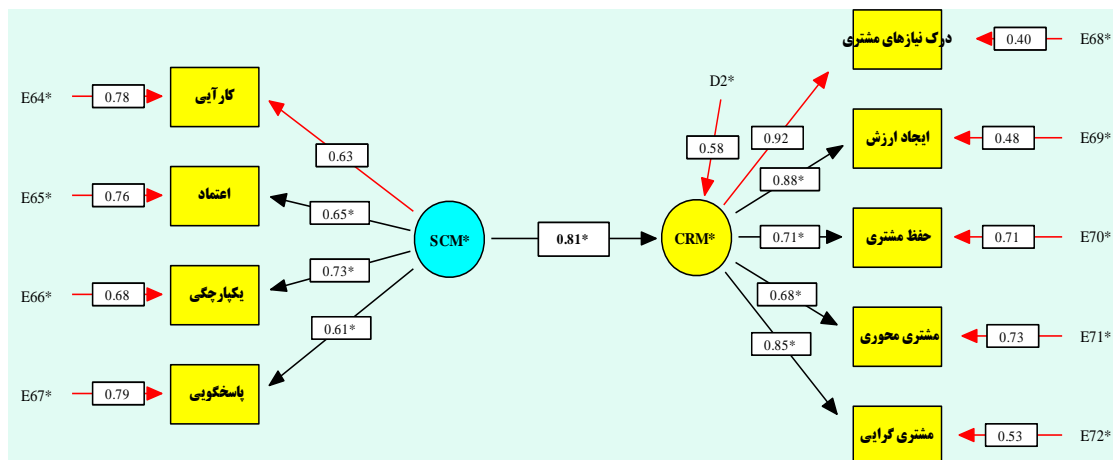 درک نیازهای مشتری
0.40
E68*
E64*
0.78
کارآیی
D2*
0.92
0.58
0.63
ایجاد ارزش
0.48
E69*
0.88*
E65*
0.76
اعتماد
0.65*
SCM*
0.81*
CRM*
0.71*
حفظ مشتری
0.71
E70*
E66*
0.68
یکپارچگی
0.73*
0.68*
0.61*
0.85*
مشتری محوری
0.73
E71*
E67*
0.79
پاسخگویی
مشتری گرایی
0.53
E72*